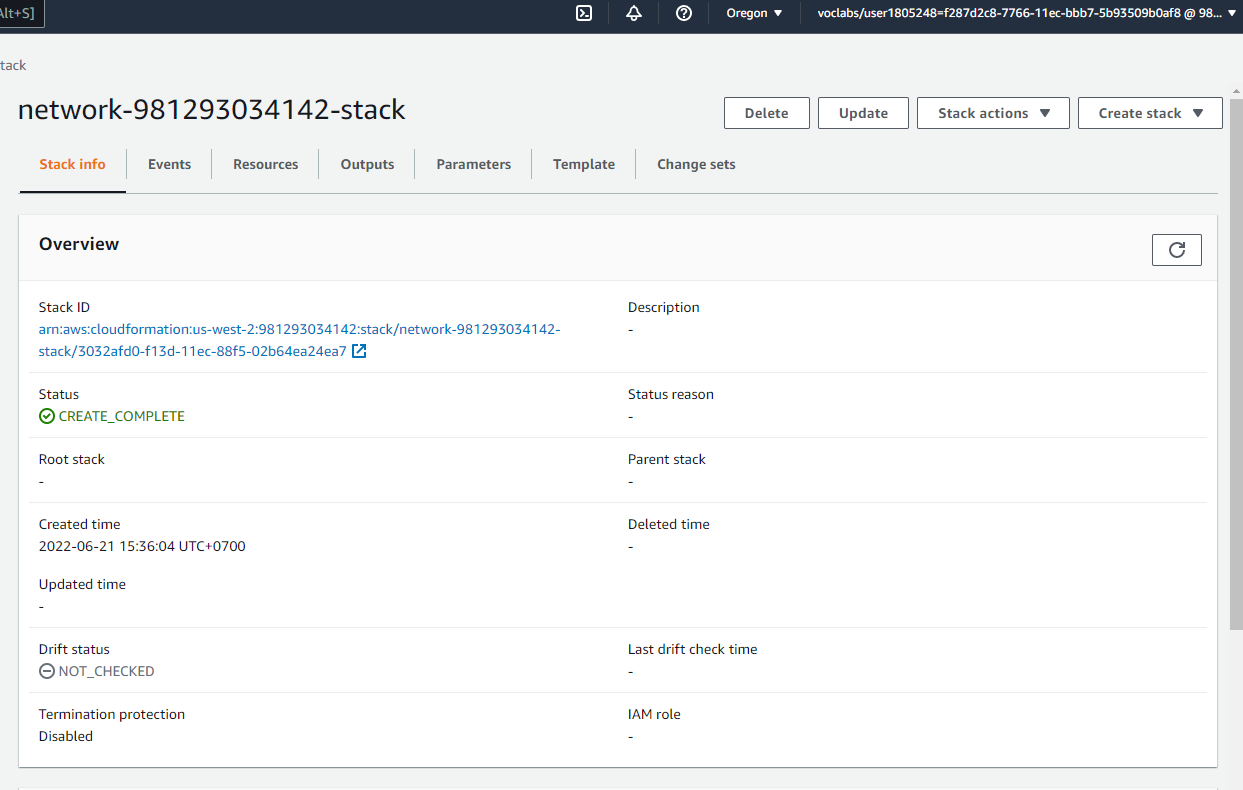 Alt+S]
Oregon
voclabs/user1805248=f287d2c8-7766-11ec-bbb7-5b93509b0af8 @ 98...
tack
network-981293034142-stack
Delete
Update
Stack actions
Create stack
Stack info
Events
Resources
Outputs
Parameters
Template
Change sets
Overview
Stack ID
arn:aws:cloudformation:us-west-2:981293034142:stack/network-981293034142-
stack/3032afd0-f13d-11ec-88f5-02b64ea24ea7
Description
-
Status
CREATE_COMPLETE
Status reason
-
Root stack
-
Parent stack
-
Created time
2022-06-21 15:36:04 UTC+0700
Deleted time
-
Updated time
-
Drift status
NOT_CHECKED
Last drift check time
-
Termination protection
Disabled
IAM role
-